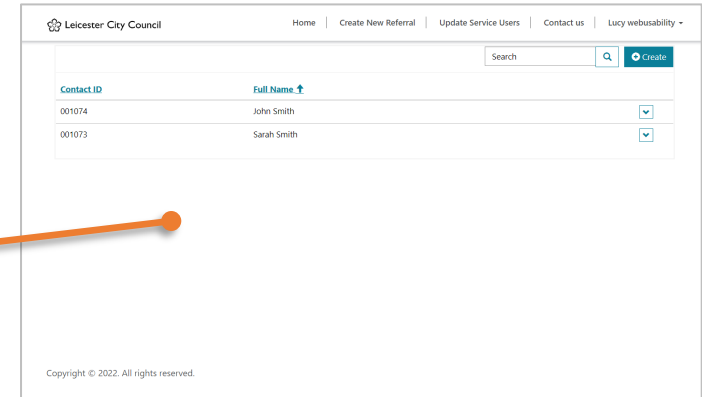 Leicester City Council Home Create New Referral Update Service Users Contact us Lucy webusability
Search Create
Contact ID Full Name
001074 John Smith
001073 Sarah Smith
Copyright © 2022. All rights reserved.